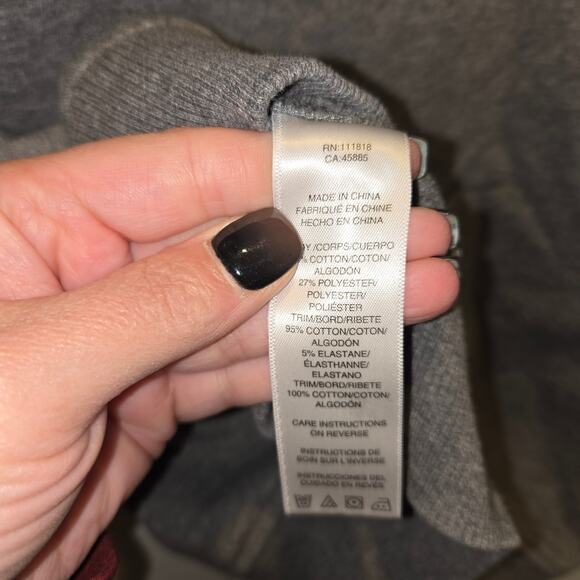 RN:111818
CA:45885
MADE IN CHINA
FABRIQUÉ EN CHINE
HECHO EN CHINA
/CORPS/CUERPO
% COTTON/COTON/
ALGODÓN
27% POLYESTER/
POLYESTER/
POLIÉSTER
TRIM/BORD/RIBETE
95% COTTON/COTON/
ALGODÓN
5% ELASTANE/
ÉLASTHANNE/
ELASTANO
TRIM/BORD/RIBETE
100% COTTON/COTON/
ALGODÓN
CARE INSTRUCTIONS
ON REVERSE
INSTRUCTIONS DE
SOIN SUR L'INVERSE
INSTRUCCIONES DEL
CUIDADO EN REVÉS